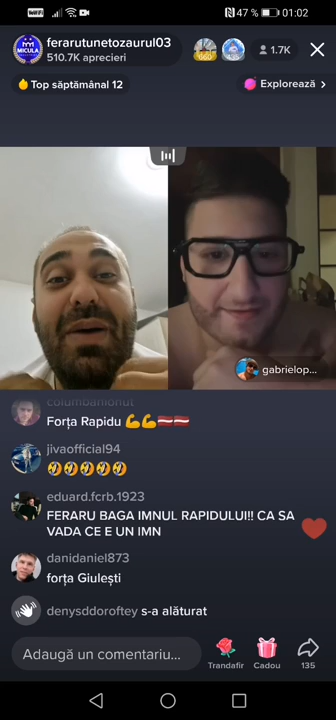 WoWiFi
47 %
01:02
MICULA
ferarutunetozaurul03
510.7K aprecieri
1.7K
Top săptămânal 12
Explorează
gabrielop...
columbanionut
Forța Rapidu 💪💪🇱🇻🇱🇻
jivaofficial94
🤣🤣🤣🤣🤣
eduard.fcrb.1923
FERARU BAGA IMNUL RAPIDULUI!! CA SA
VADA CE E UN IMN
danidaniel873
forța Giulești
denysddoroftey s-a alăturat
Adaugă un comentariu...
Trandafir
Cadou
135